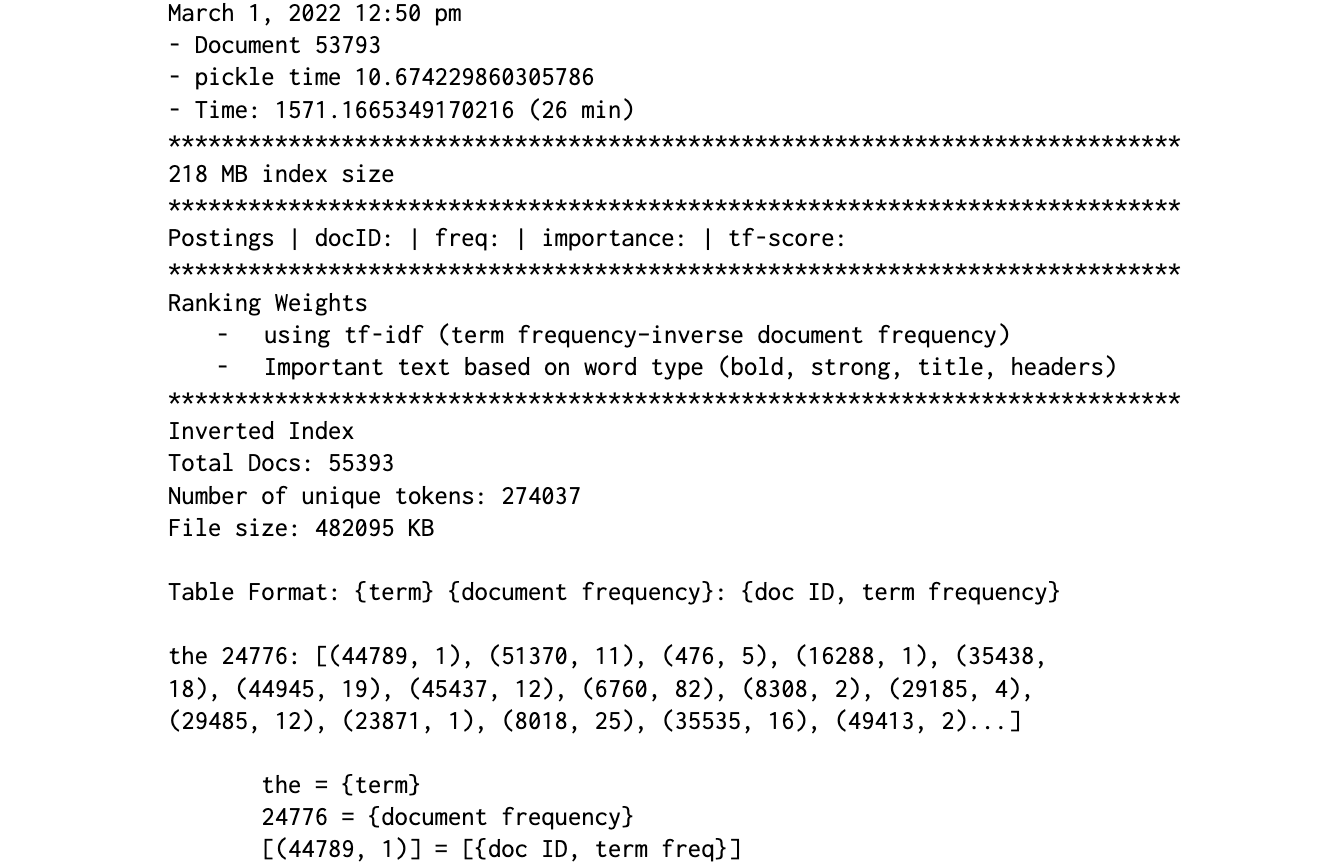 March 1, 2022 12:50 pm
- Document 53793
- pickle time 10.674229860305786
- Time: 1571.1665349170216 (26 min)
****************************************************************************
218 MB index size
****************************************************************************
Postings | docID: | freq: | importance: | tf-score:
****************************************************************************
Ranking Weights
- using tf-idf (term frequency-inverse document frequency)
- Important text based on word type (bold, strong, title, headers)
****************************************************************************
Inverted Index
Total Docs: 55393
Number of unique tokens: 274037
File size: 482095 KB
Table Format: {term} {document frequency}: {doc ID, term frequency}
the 24776: [(44789, 1), (51370, 11), (476, 5), (16288, 1), (35438,
18), (44945, 19), (45437, 12), (6760, 82), (8308, 2), (29185, 4),
(29485, 12), (23871, 1), (8018, 25), (35535, 16), (49413, 2)...]
the = {term}
24776 = {document frequency}
[(44789, 1)] = [{doc ID, term freq}]